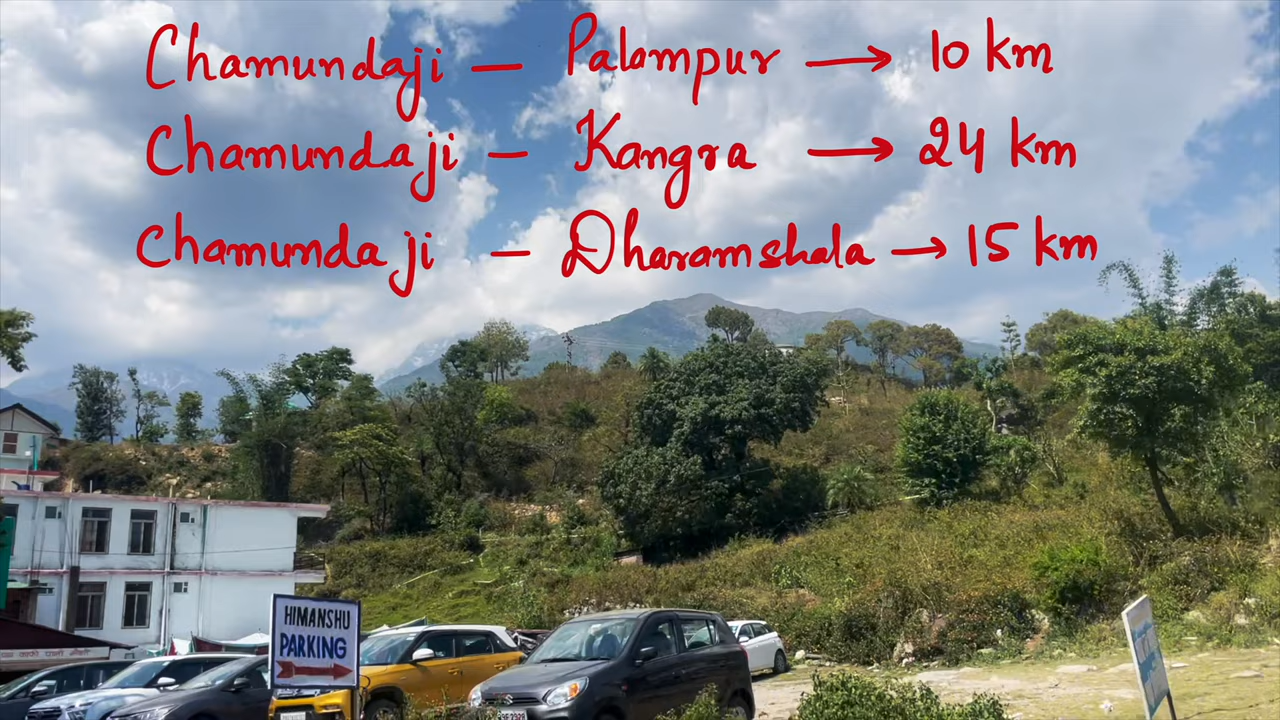 Chamundaji — Palampur → 10 km
Chamundaji — Kangra → 24 km
Chamundaji — Dharamshala → 15 km
HIMANSHU
PARKING